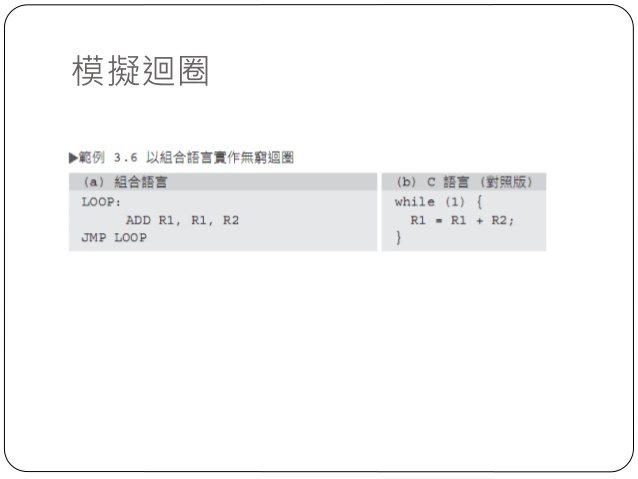 模擬迴圈
▶範例 3.6 以組合語言實作無窮迴圈
(a) 組合語言
LOOP:
ADD R1, R1, R2
JMP LOOP
(b) C 語言 (對照版)
while (1) {
R1 = R1 + R2;
}